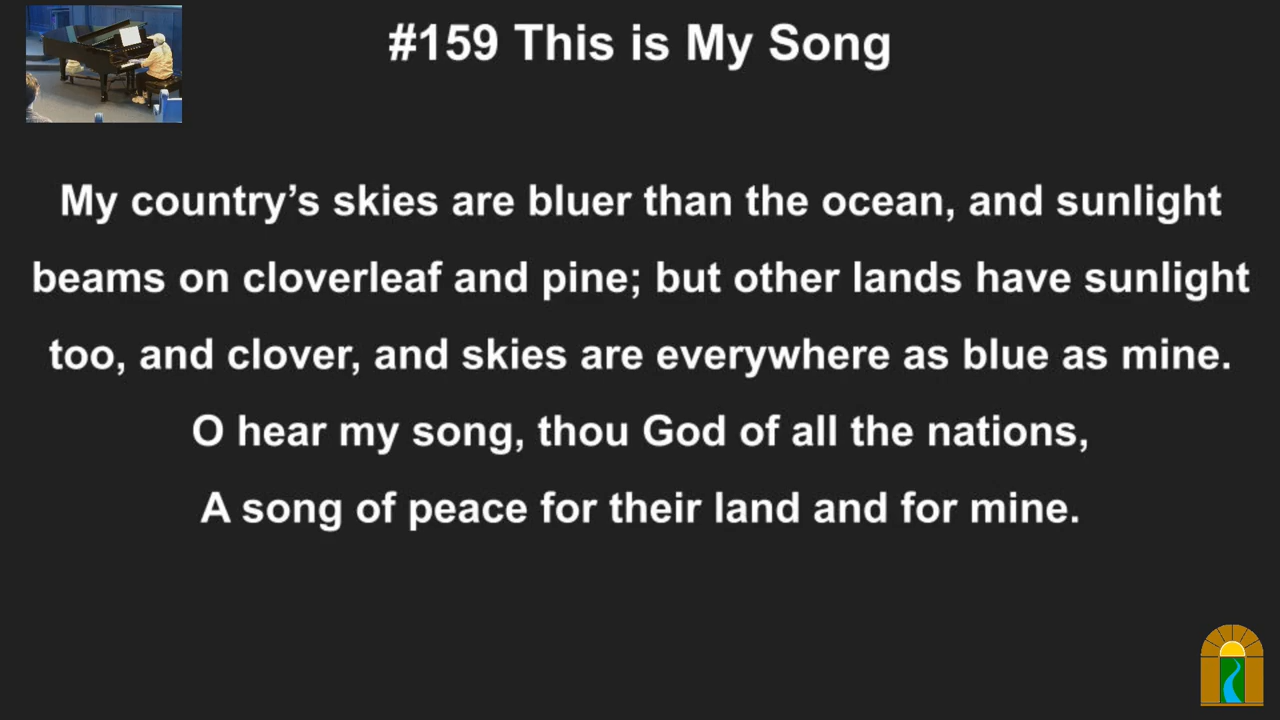 #159 This is My Song
My country’s skies are bluer than the ocean, and sunlight
beams on cloverleaf and pine; but other lands have sunlight
too, and clover, and skies are everywhere as blue as mine.
O hear my song, thou God of all the nations,
A song of peace for their land and for mine.